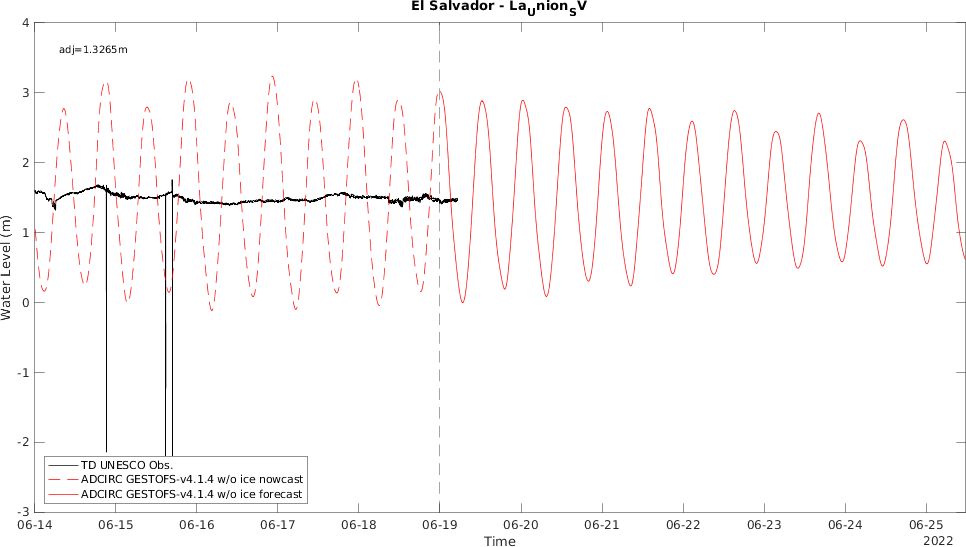 El Salvador - LaUnionSV
adj=1.3265m
4
3
2
1
0
-1
-2
-3
Water Level (m)
TD UNESCO Obs.
ADCIRC GESTOFS-v4.1.4 w/o ice nowcast
ADCIRC GESTOFS-v4.1.4 w/o ice forecast
06-14 06-15 06-16 06-17 06-18 06-19 06-20 06-21 06-22 06-23 06-24 06-25
Time
2022